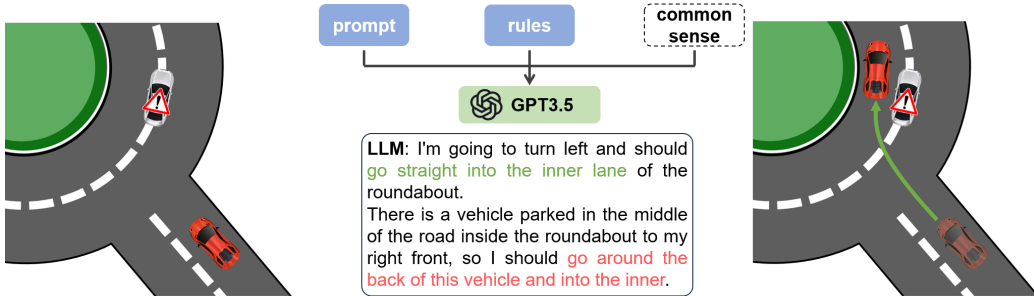 prompt
rules
common
sense
GPT3.5
LLM: I'm going to turn left and should
go straight into the inner lane of the
roundabout.
There is a vehicle parked in the middle
of the road inside the roundabout to my
right front, so I should go around the
back of this vehicle and into the inner.
!
!